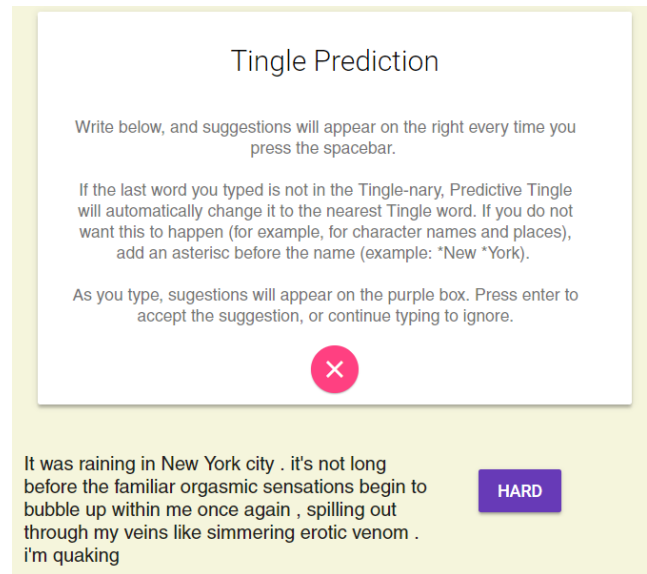 Tingle Prediction
Write below, and suggestions will appear on the right every time you
press the spacebar.
If the last word you typed is not in the Tingle-nary, Predictive Tingle
will automatically change it to the nearest Tingle word. If you do not
want this to happen (for example, for character names and places),
add an asterisc before the name (example: *New *York).
As you type, sugestions will appear on the purple box. Press enter to
accept the suggestion, or continue typing to ignore.
It was raining in New York city . it's not long
before the familiar orgasmic sensations begin to
bubble up within me once again , spilling out
through my veins like simmering erotic venom .
i'm quaking
HARD